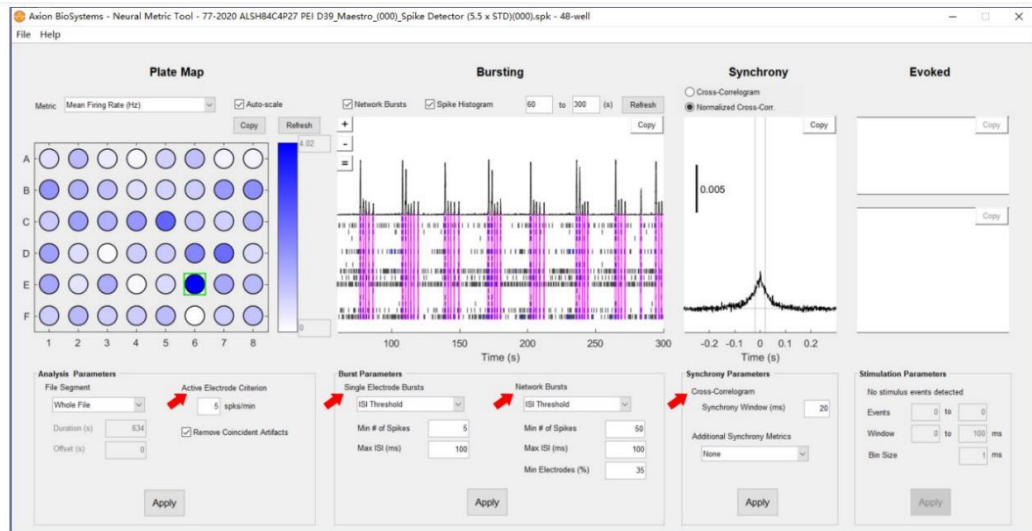 Axion BioSystems - Neural Metric Tool - 77-2020 ALSH84C4P27 PEI D39_Maestro_(000)_Spike Detector (5.5 x STD)(000).spk - 48-well
File Help
Plate Map
Bursting
Synchrony
Evoked
Metric Mean Firing Rate (Hz) Auto-scale
Copy Refresh
4.02
0
A
B
C
D
E
F
1 2 3 4 5 6 7 8
Network Bursts Spike Histogram 60 to 300 (s) Refresh
+
-
=
Copy
100 150 200 250 300
Time (s)
Cross-Correlogram
Normalized Cross-Corr.
Copy
0.005
-0.2 -0.1 0 0.1 0.2
Time (s)
Copy
Copy
Analysis Parameters
File Segment
Whole File
Duration (s) 634
Offset (s) 0
Active Electrode Criterion
5 spks/min
Remove Coincident Artifacts
Apply
Burst Parameters
Single Electrode Bursts
ISI Threshold
Min # of Spikes 5
Max ISI (ms) 100
Network Bursts
ISI Threshold
Min # of Spikes 50
Max ISI (ms) 100
Min Electrodes (%) 35
Apply
Synchrony Parameters
Cross-Correlogram
Synchrony Window (ms) 20
Additional Synchrony Metrics
None
Apply
Stimulation Parameters
No stimulus events detected
Events 0 to 0
Window 0 to 100 ms
Bin Size 1 ms
Apply